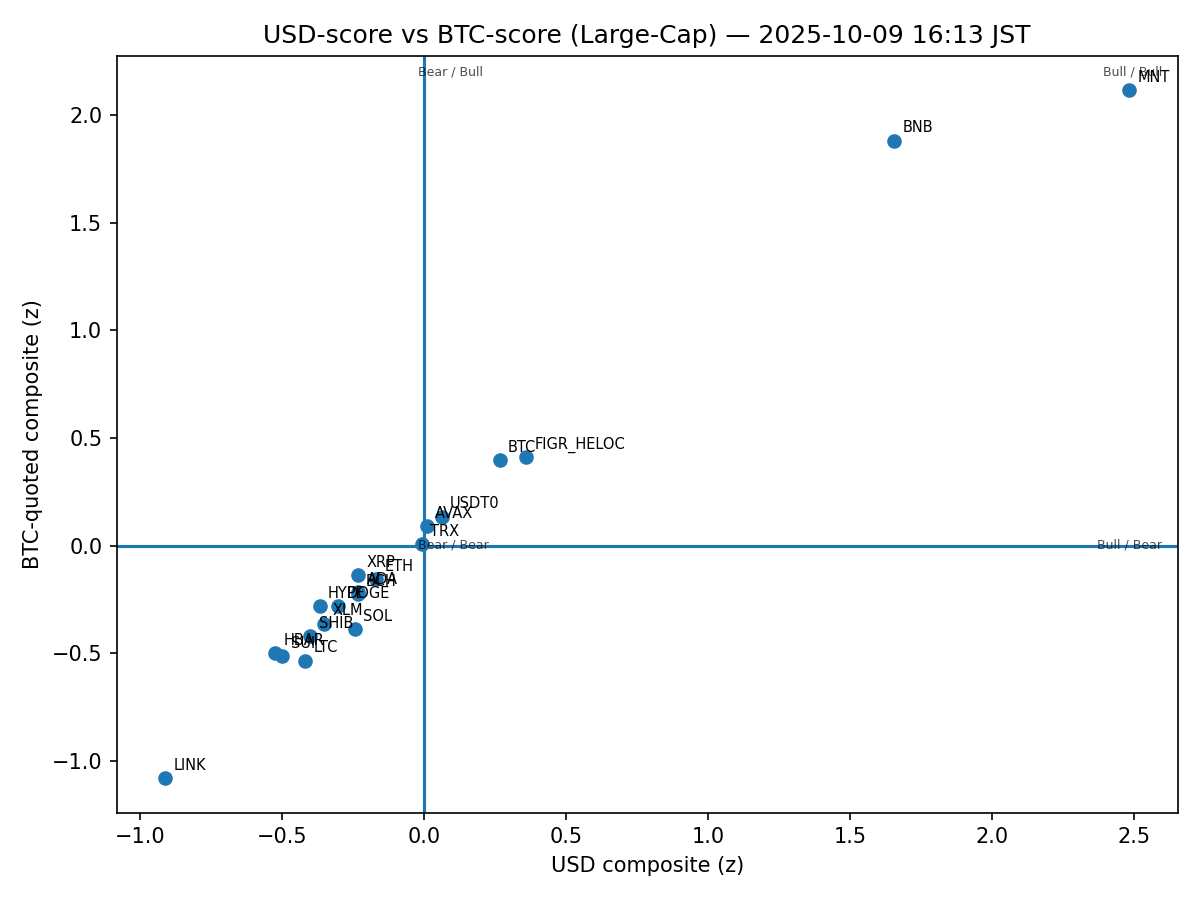 USD-score vs BTC-score (Large-Cap) — 2025-10-09 16:13 JST
Bear / Bull
Bull / Bull
MNT
BNB
BTC
FIGR_HELOC
USDT0
AVAX
TRX
Bear / Bear
Bull / Bear
XRP
ETH
ADA
BCH
HYPE
DOGE
XLM
SOL
SHIB
HBAR
SUI
LTC
LINK
2.0
1.5
1.0
0.5
0.0
−0.5
−1.0
BTC-quoted composite (z)
−1.0
−0.5
0.0
0.5
1.0
1.5
2.0
2.5
USD composite (z)